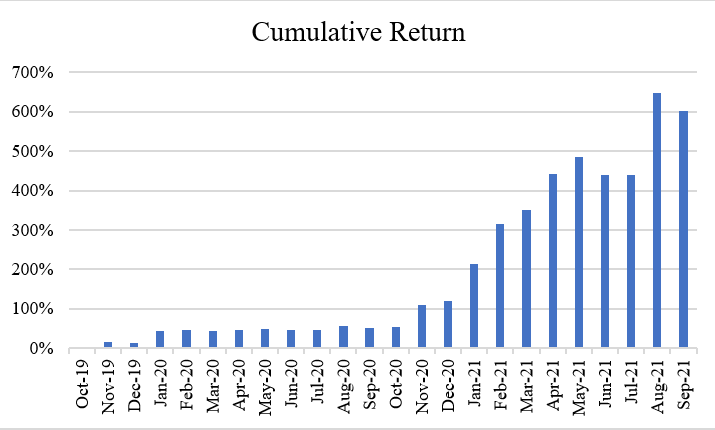 Cumulative Return
700%
600%
500%
400%
300%
200%
100%
0%
Oct-19
Nov-19
Dec-19
Jan-20
Feb-20
Mar-20
Apr-20
May-20
Jun-20
Jul-20
Aug-20
Sep-20
Oct-20
Nov-20
Dec-20
Jan-21
Feb-21
Mar-21
Apr-21
May-21
Jun-21
Jul-21
Aug-21
Sep-21